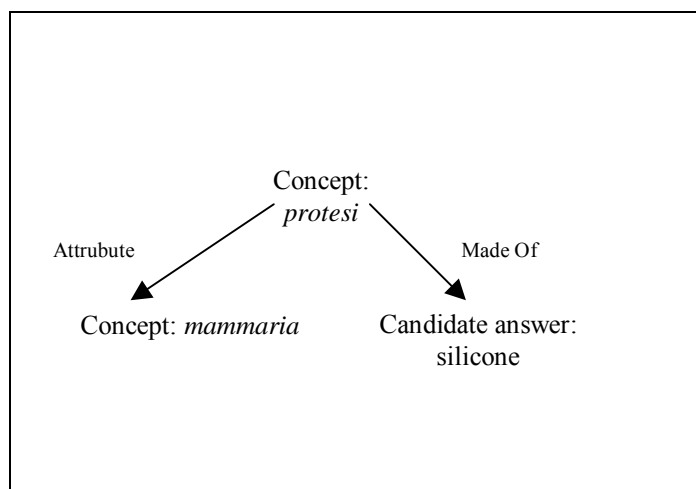 Concept:
protesi
Attrubute
Made Of
Concept: mammaria
Candidate answer:
silicone